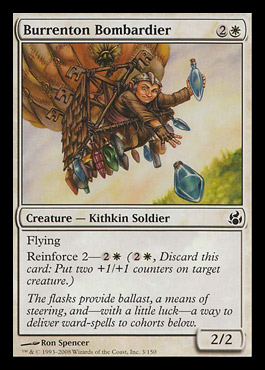 Burrenton Bombardier 2
Creature — Kithkin Soldier
Flying
Reinforce 2—2 (2, Discard this
card: Put two +1/+1 counters on target
creature.)
The flasks provide ballast, a means of
steering, and—with a little luck—a way to
deliver ward-spells to cohorts below.
Ron Spencer
™ & © 1993–2008 Wizards of the Coast, Inc. 3/150
2/2